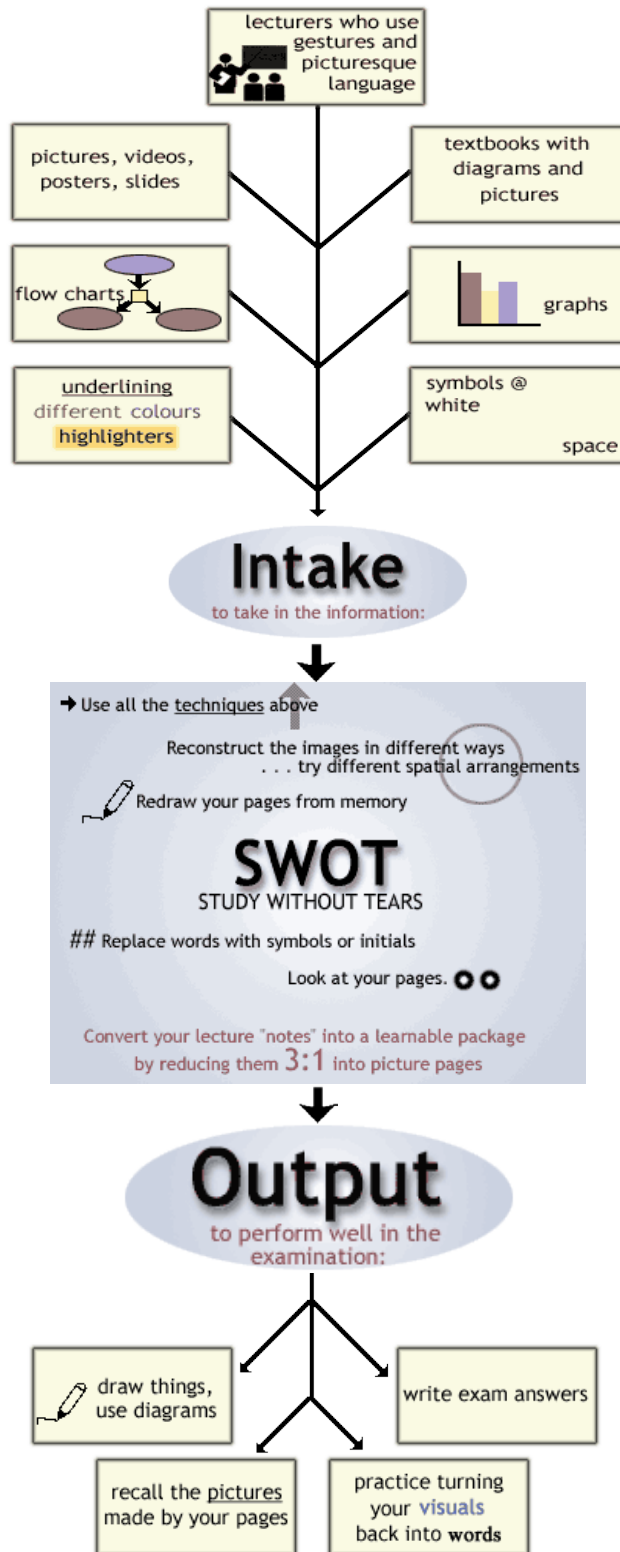 lecturers who use
gestures and
picturesque
language
pictures, videos,
posters, slides
textbooks with
diagrams and
pictures
flow charts
graphs
underlining
different colours
highlighters
symbols @
white
space
Intake
to take in the information:
Use all the techniques above
Reconstruct the images in different ways
. . . try different spatial arrangements
Redraw your pages from memory
SWOT
STUDY WITHOUT TEARS
## Replace words with symbols or initials
Look at your pages.
Convert your lecture "notes" into a learnable package
by reducing them 3:1 into picture pages
Output
to perform well in the
examination:
draw things,
use diagrams
write exam answers
recall the pictures
made by your pages
practice turning
your visuals
back into words